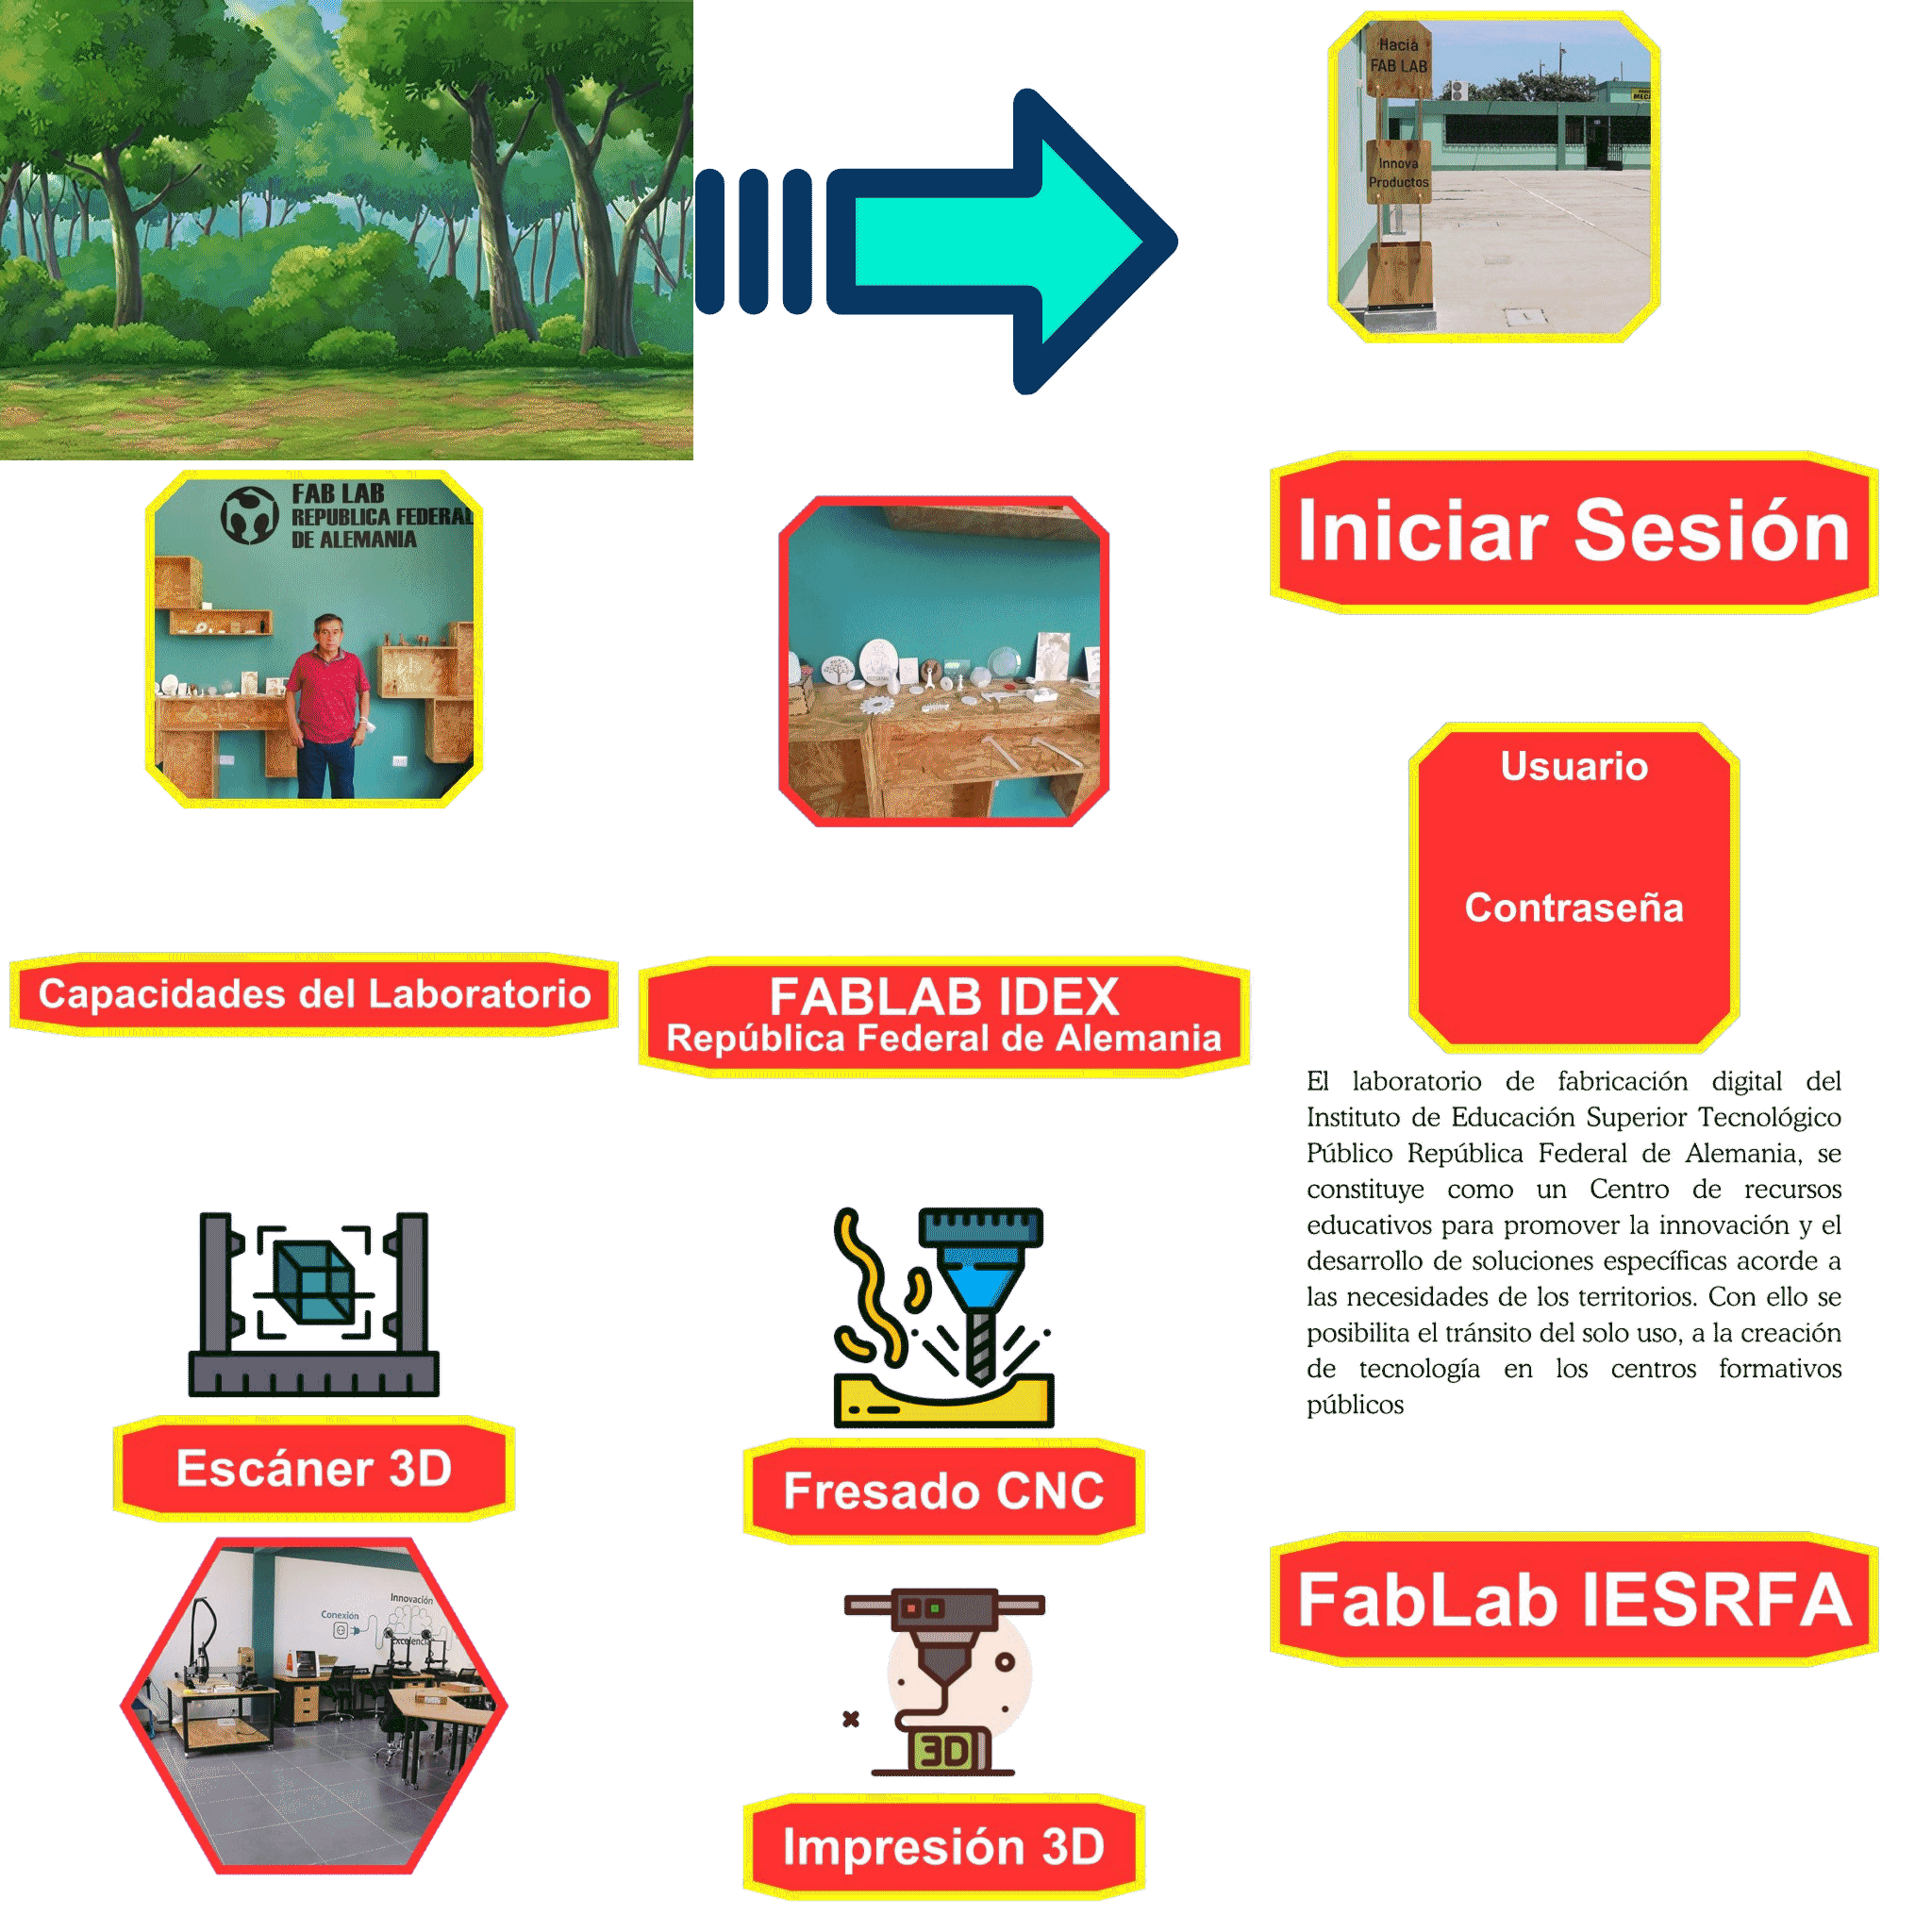 Hacia
FAB LAB
Innova
Productos
FAB LAB
REPUBLICA FEDERAL
DE ALEMANIA
Iniciar Sesión
Usuario
Contraseña
Capacidades del Laboratorio
FABLAB IDEX
República Federal de Alemania
El laboratorio de fabricación digital del
Instituto de Educación Superior Tecnológico
Público República Federal de Alemania, se
constituye como un Centro de recursos
educativos para promover la innovación y el
desarrollo de soluciones específicas acorde a
las necesidades de los territorios. Con ello se
posibilita el tránsito del solo uso, a la creación
de tecnología en los centros formativos
públicos
Escáner 3D
Fresado CNC
Innovación
Conexión
excelencia
3D
Impresión 3D
FabLab IESRFA